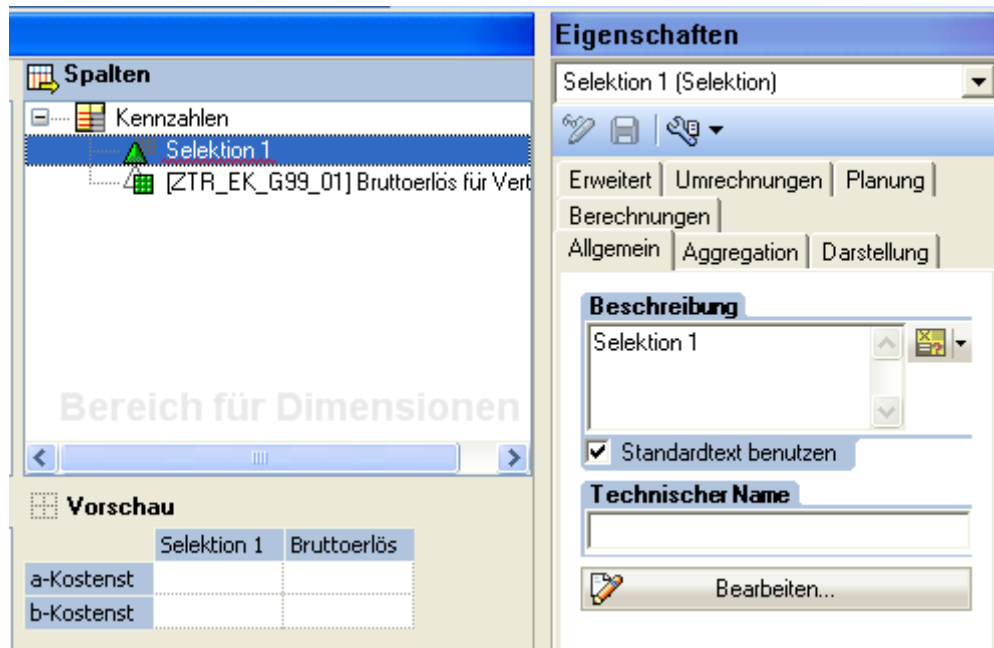 Spalten
Kennzahlen
Selektion 1
[ZTR_EK_G99_01] Bruttoerlös für Vert
Bereich für Dimensionen
Vorschau
Selektion 1 Bruttoerlös
a-Kostenst
b-Kostenst
Eigenschaften
Selektion 1 (Selektion)
Erweitert Umrechnungen Planung
Berechnungen
Allgemein Aggregation Darstellung
Beschreibung
Selektion 1
Standardtext benutzen
Technischer Name
Bearbeiten...